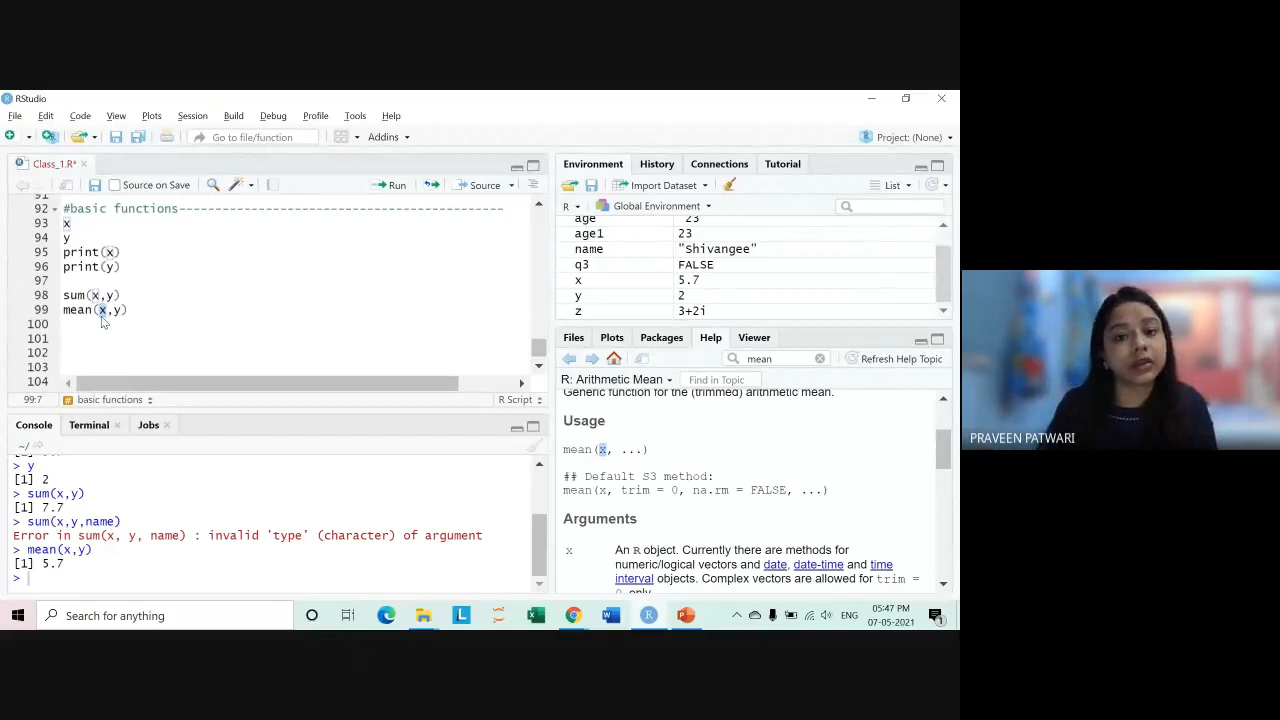 RStudio
File Edit Code View Plots Session Build Debug Profile Tools Help
Go to file/function Addins Project: (None)
Class_1.R*
Source on Save Run Source
91
92 #basic functions------------------------------------------------
93 x
94 y
95 print(x)
96 print(y)
97
98 sum(x,y)
99 mean(x,y)
100
101
102
103
104
99:7 # basic functions R Script
Console Terminal Jobs
~/
> y
[1] 2
> sum(x,y)
[1] 7.7
> sum(x,y,name)
Error in sum(x, y, name) : invalid 'type' (character) of argument
> mean(x,y)
[1] 5.7
>
Environment History Connections Tutorial
Import Dataset List
R Global Environment
age 23
age1 23
name "Shivangee"
q3 FALSE
x 5.7
y 2
z 3+2i
Files Plots Packages Help Viewer
mean Refresh Help Topic
R: Arithmetic Mean Find in Topic
Generic function for the (trimmed) arithmetic mean.
Usage
mean(x, ...)
## Default S3 method:
mean(x, trim = 0, na.rm = FALSE, ...)
Arguments
x An R object. Currently there are methods for
numeric/logical vectors and date, date-time and time
interval objects. Complex vectors are allowed for trim =
0, only.
PRAVEEN PATWARI
Search for anything
ENG
05:47 PM
07-05-2021